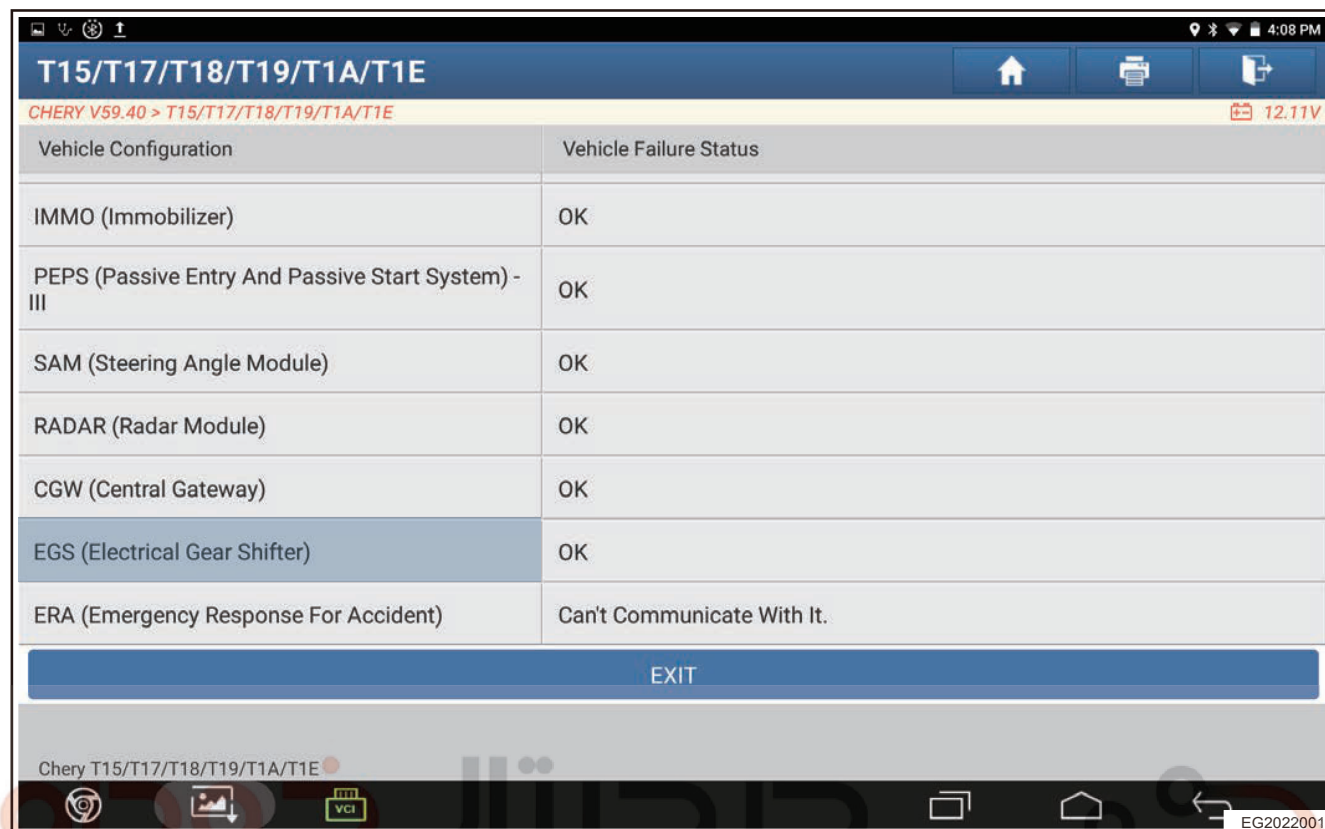 4:08 PM
T15/T17/T18/T19/T1A/T1E
CHERY V59.40 > T15/T17/T18/T19/T1A/T1E
12.11V
Vehicle Configuration
Vehicle Failure Status
IMMO (Immobilizer)
OK
PEPS (Passive Entry And Passive Start System) -
III
OK
SAM (Steering Angle Module)
OK
RADAR (Radar Module)
OK
CGW (Central Gateway)
OK
EGS (Electrical Gear Shifter)
OK
ERA (Emergency Response For Accident)
Can't Communicate With It.
EXIT
Chery T15/T17/T18/T19/T1A/T1E
VCI
EG2022001